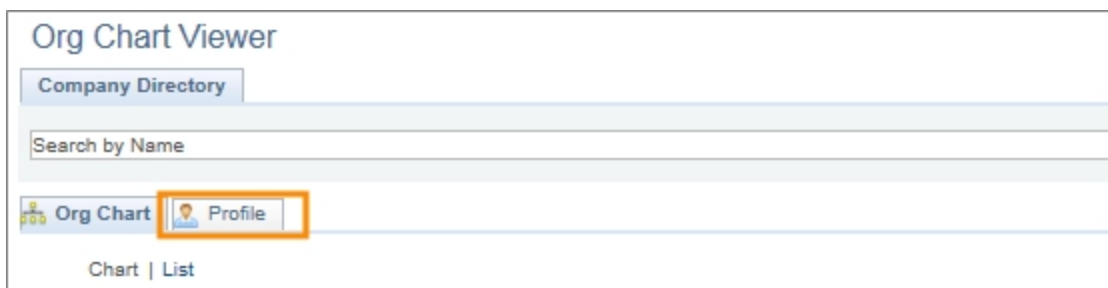 Org Chart Viewer
Company Directory
Search by Name
Org Chart Profile
Chart | List